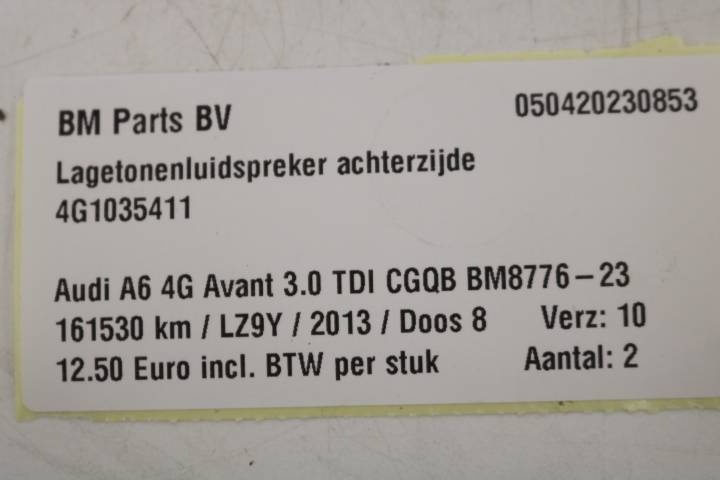 BM Parts BV 050420230853
Lagetonenluidspreker achterzijde
4G1035411
Audi A6 4G Avant 3.0 TDI CGQB BM8776-23
161530 km / LZ9Y / 2013 / Doos 8 Verz: 10
12.50 Euro incl. BTW per stuk Aantal: 2